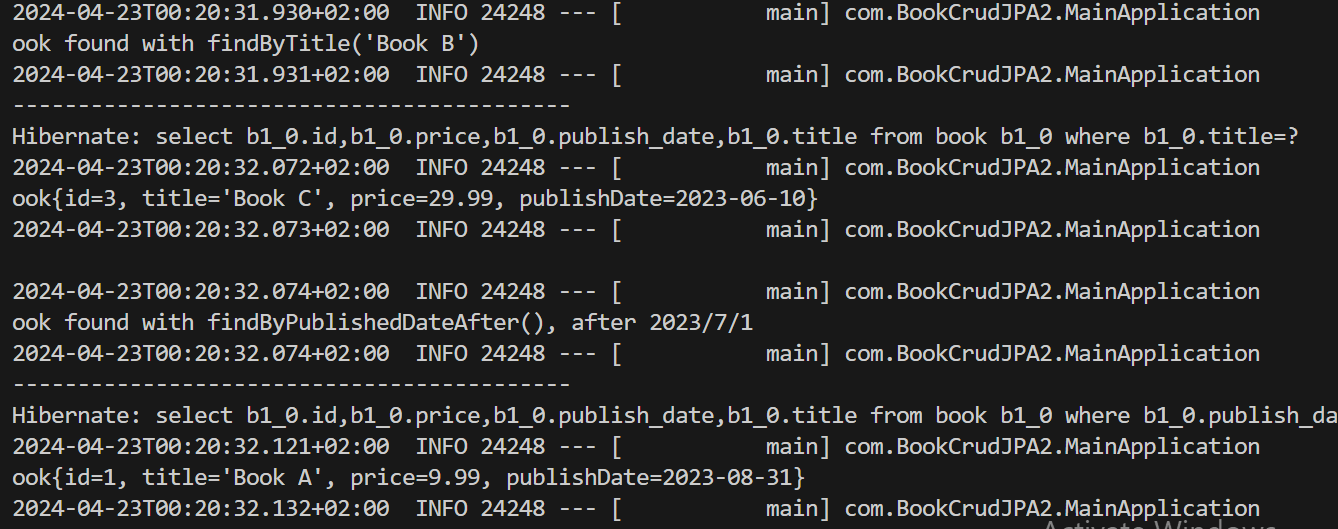 2024-04-23T00:20:31.930+02:00  INFO 24248 --- [           main] com.BookCrudJPA2.MainApplication
ook found with findByTitle('Book B')
2024-04-23T00:20:31.931+02:00  INFO 24248 --- [           main] com.BookCrudJPA2.MainApplication
-------------------------------------------
Hibernate: select b1_0.id,b1_0.price,b1_0.publish_date,b1_0.title from book b1_0 where b1_0.title=?
2024-04-23T00:20:32.072+02:00  INFO 24248 --- [           main] com.BookCrudJPA2.MainApplication
ook{id=3, title='Book C', price=29.99, publishDate=2023-06-10}
2024-04-23T00:20:32.073+02:00  INFO 24248 --- [           main] com.BookCrudJPA2.MainApplication
2024-04-23T00:20:32.074+02:00  INFO 24248 --- [           main] com.BookCrudJPA2.MainApplication
ook found with findByPublishedDateAfter(), after 2023/7/1
2024-04-23T00:20:32.074+02:00  INFO 24248 --- [           main] com.BookCrudJPA2.MainApplication
-------------------------------------------
Hibernate: select b1_0.id,b1_0.price,b1_0.publish_date,b1_0.title from book b1_0 where b1_0.publish_da
2024-04-23T00:20:32.121+02:00  INFO 24248 --- [           main] com.BookCrudJPA2.MainApplication
ook{id=1, title='Book A', price=9.99, publishDate=2023-08-31}
2024-04-23T00:20:32.132+02:00  INFO 24248 --- [           main] com.BookCrudJPA2.MainApplication
Activate Windows